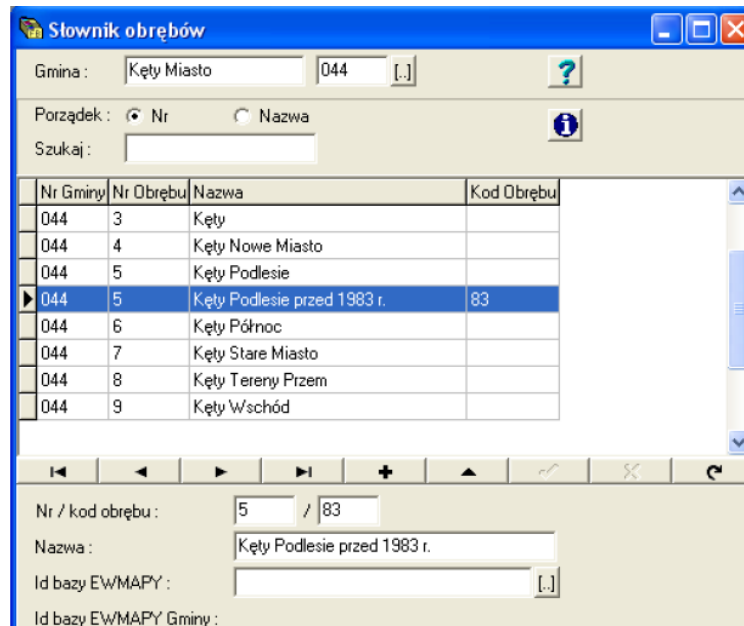 Słownik obrębów
Gmina : Kęty Miasto 044 [..]
Porządek : Nr Nazwa
Szukaj :
Nr Gminy Nr Obrębu Nazwa Kod Obrębu
044 3 Kęty
044 4 Kęty Nowe Miasto
044 5 Kęty Podlesie
044 5 Kęty Podlesie przed 1983 r. 83
044 6 Kęty Północ
044 7 Kęty Stare Miasto
044 8 Kęty Tereny Przem
044 9 Kęty Wschód
Nr / kod obrębu : 5 / 83
Nazwa : Kęty Podlesie przed 1983 r.
Id bazy EWMAPY : [..]
Id bazy EWMAPY Gminy :